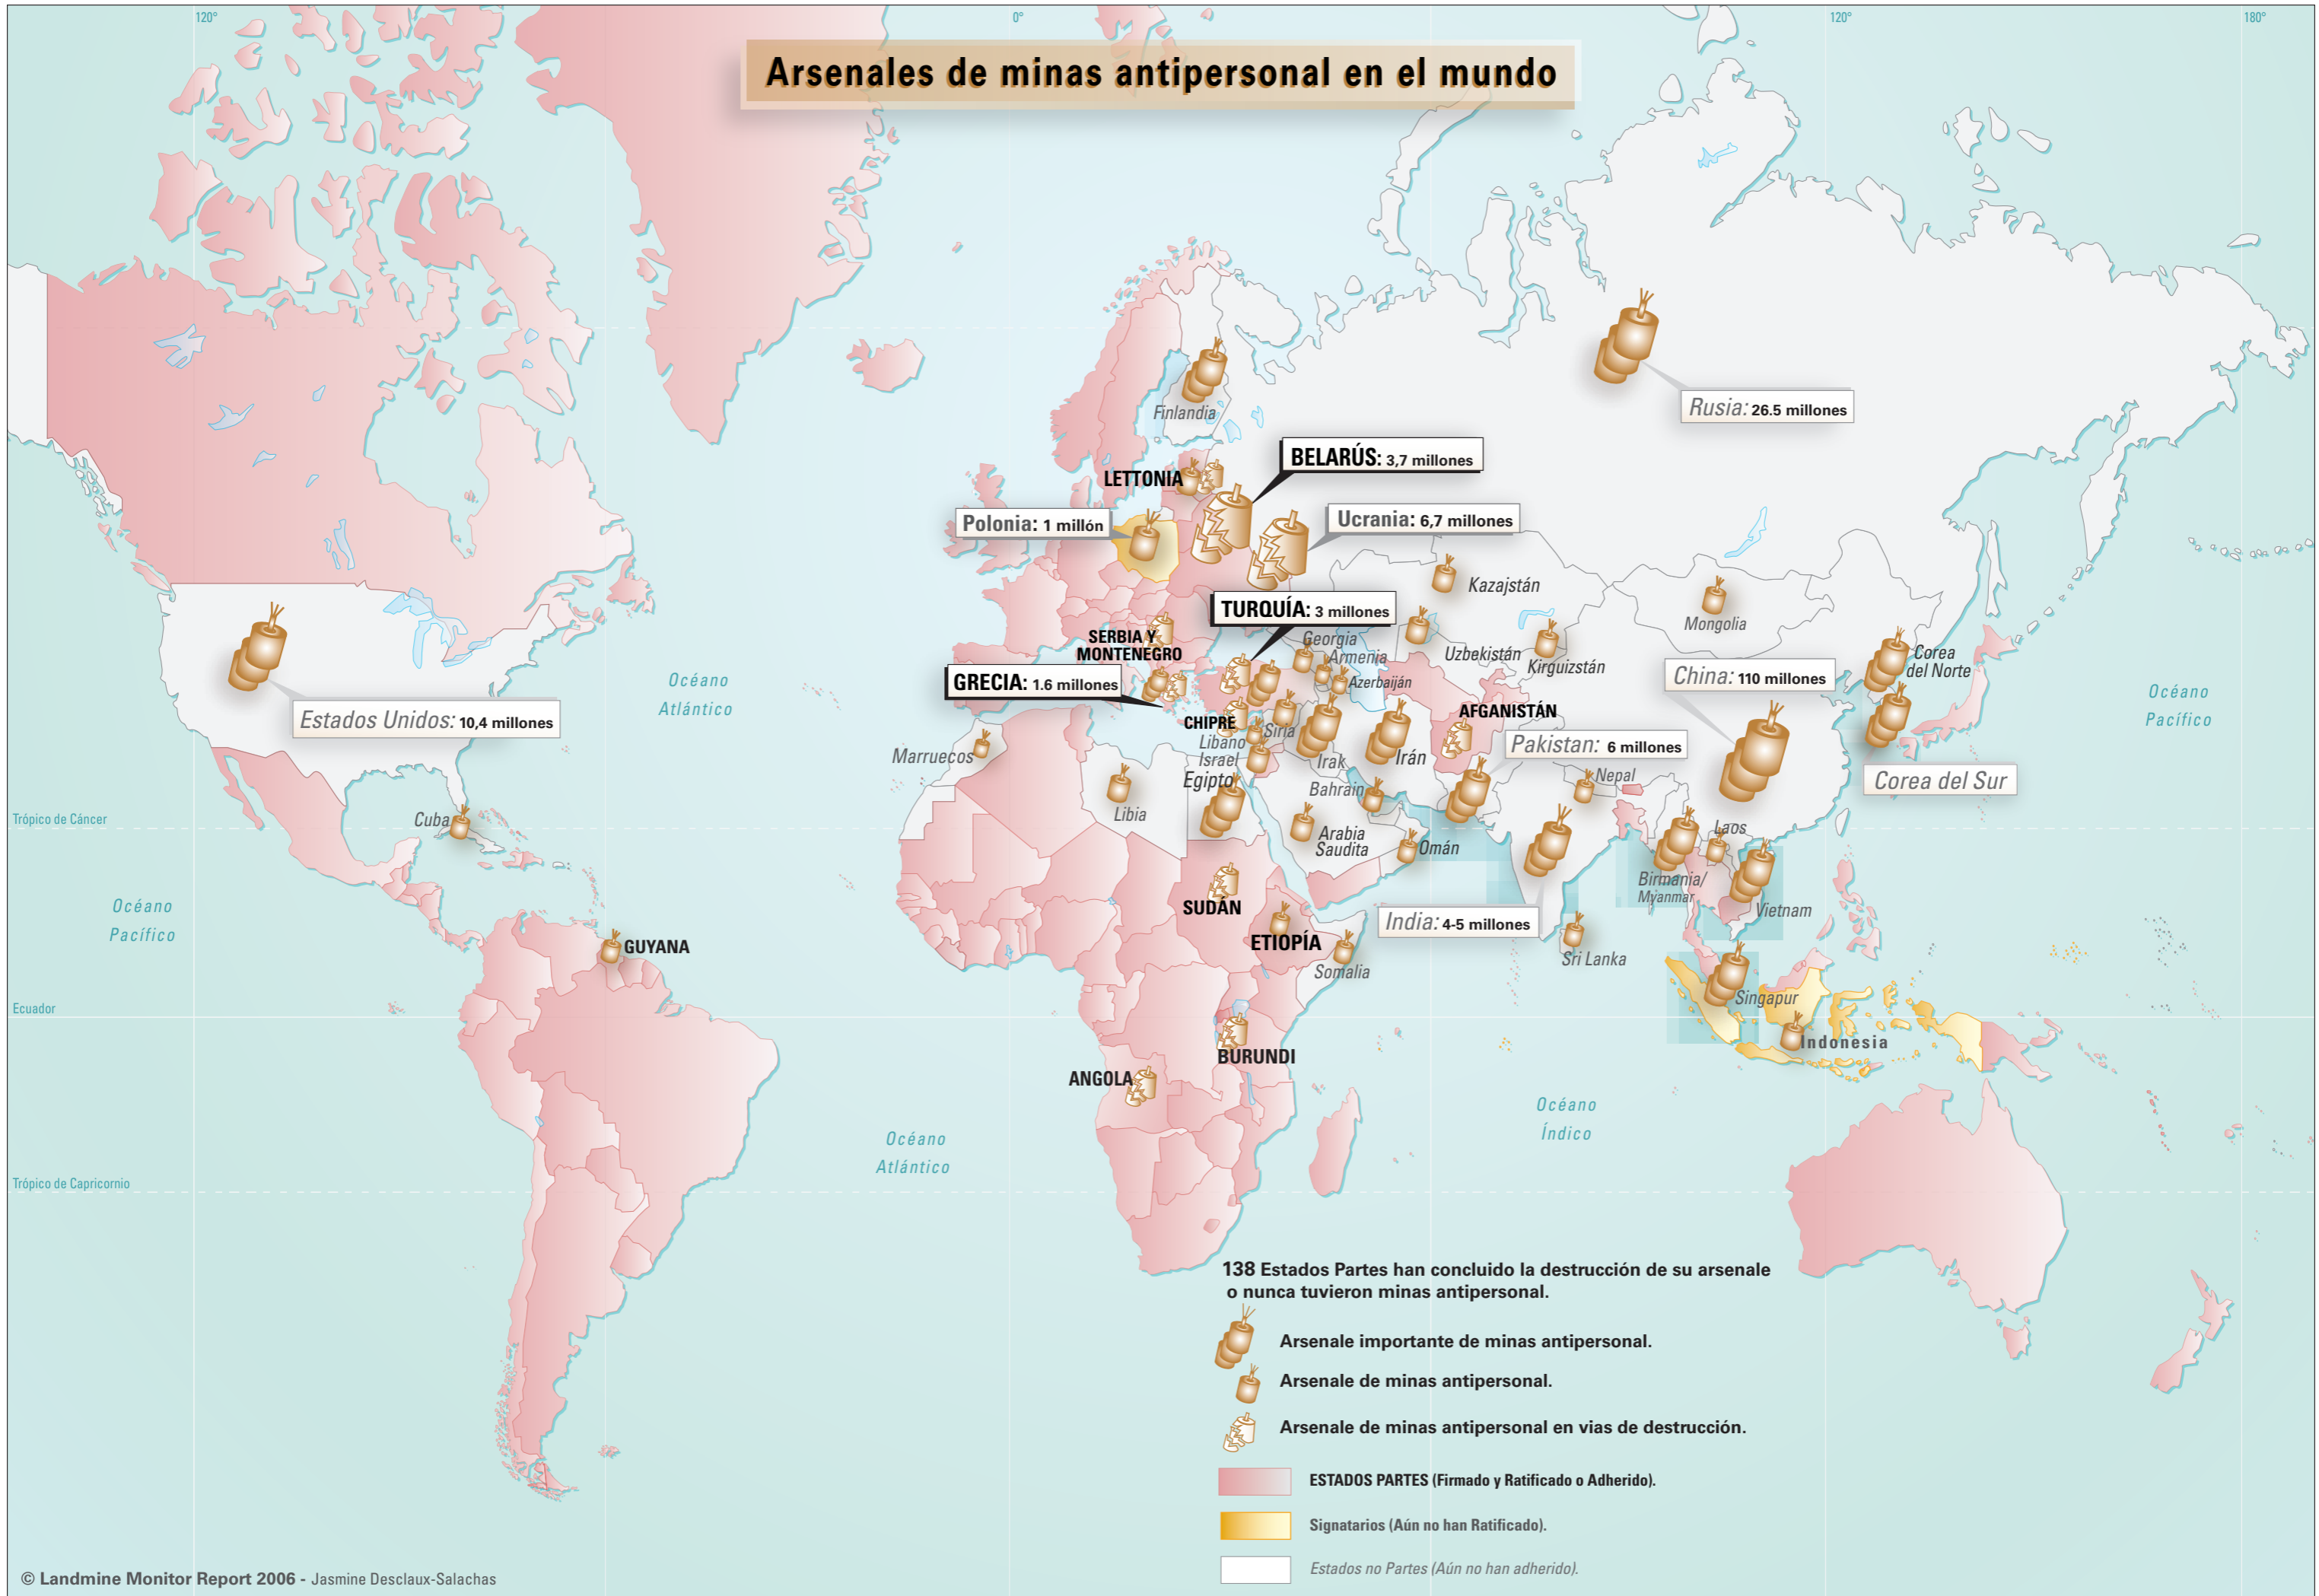 120°
0°
120°
180°
Arsenales de minas antipersonal en el mundo
Rusia: 26.5 millones
Finlandia
BELARÚS: 3,7 millones
LETTONIA
Polonia: 1 millón
Ucrania: 6,7 millones
Kazajstán
TURQUÍA: 3 millones
Mongolia
SERBIA Y
MONTENEGRO
Georgia
Armenia
Uzbekistán
Kirguizstán
Corea
del Norte
China: 110 millones
Azerbaiján
GRECIA: 1.6 millones
Océano
Atlántico
Océano
Pacífico
Estados Unidos: 10,4 millones
AFGANISTÁN
CHIPRE
Siria
Libano
Israel
Marruecos
Irak
Irán
Pakistan: 6 millones
Corea del Sur
Egipto
Bahrain
Nepal
Libia
Cuba
Trópico de Cáncer
Arabia
Saudita
Omán
Laos
Birmania/
Myanmar
Vietnam
SUDÁN
Océano
Pacífico
India: 4-5 millones
GUYANA
ETIOPÍA
Somalia
Sri Lanka
Singapur
Ecuador
Indonesia
BURUNDI
ANGOLA
Océano
Índico
Océano
Atlántico
Trópico de Capricornio
138 Estados Partes han concluido la destrucción de su arsenale
o nunca tuvieron minas antipersonal.
Arsenale importante de minas antipersonal.
Arsenale de minas antipersonal.
Arsenale de minas antipersonal en vias de destrucción.
ESTADOS PARTES (Firmado y Ratificado o Adherido).
Signatarios (Aún no han Ratificado).
Estados no Partes (Aún no han adherido).
© Landmine Monitor Report 2006 - Jasmine Desclaux-Salachas